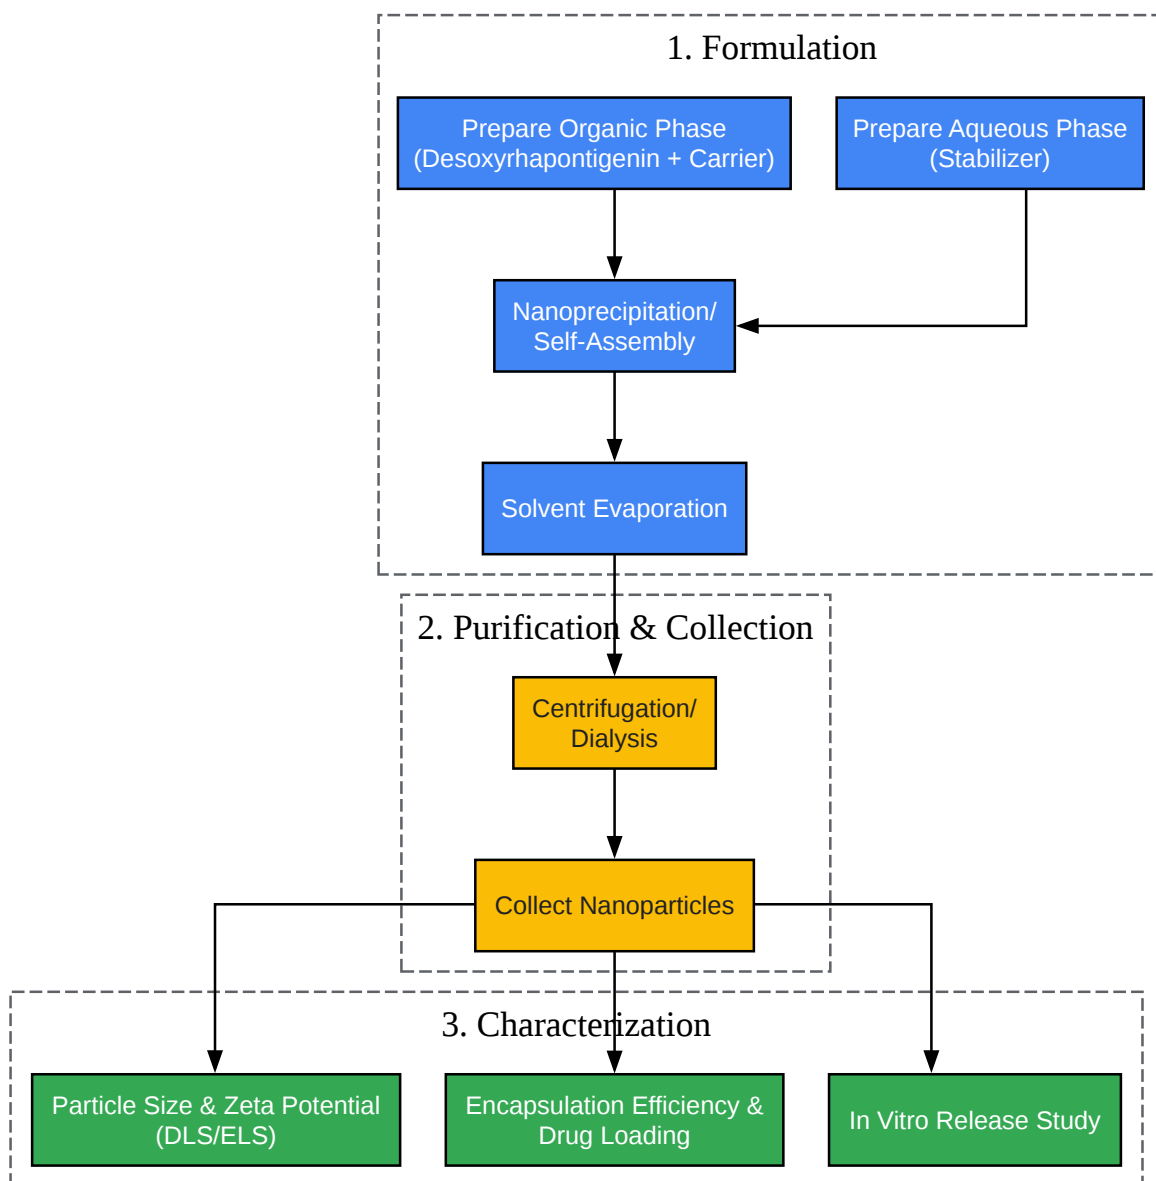 1. Formulation
Prepare Organic Phase
(Desoxyrhapontigenin + Carrier)
Prepare Aqueous Phase
(Stabilizer)
Nanoprecipitation/
Self-Assembly
Solvent Evaporation
2. Purification & Collection
Centrifugation/
Dialysis
Collect Nanoparticles
3. Characterization
Particle Size & Zeta Potential
(DLS/ELS)
Encapsulation Efficiency &
Drug Loading
In Vitro Release Study